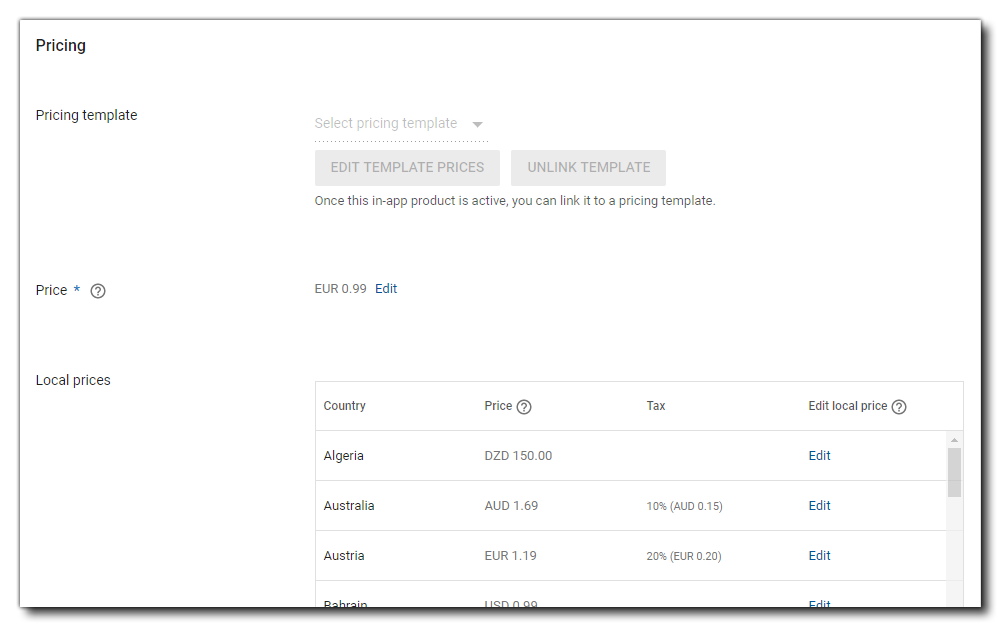 Pricing
Pricing template
Select pricing template
EDIT TEMPLATE PRICES UNLINK TEMPLATE
Once this in-app product is active, you can link it to a pricing template.
Price * ? EUR 0.99 Edit
Local prices
Country Price ? Tax Edit local price ?
Algeria DZD 150.00 Edit
Australia AUD 1.69 10% (AUD 0.15) Edit
Austria EUR 1.19 20% (EUR 0.20) Edit
Bahrain USD 0.99 Edit